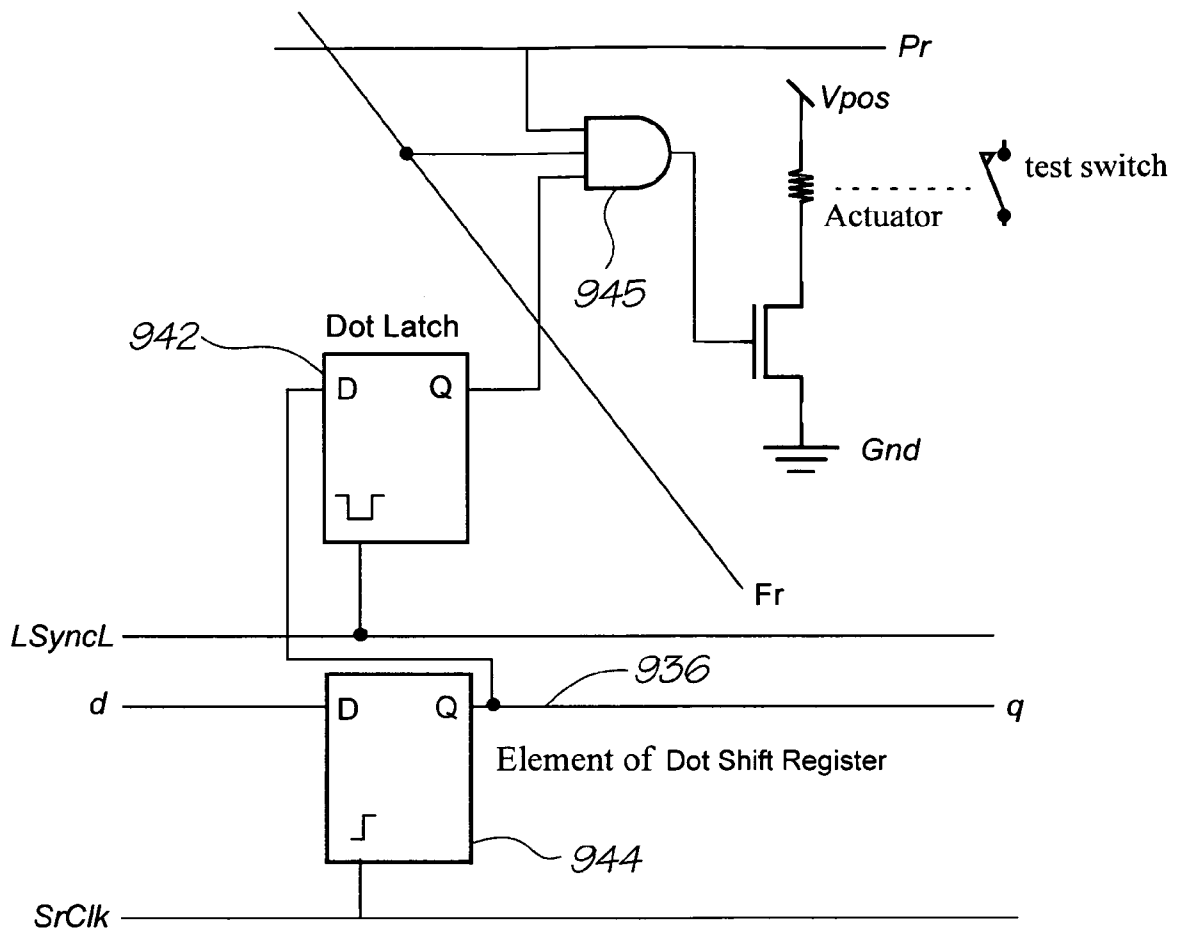 Pr
Vpos
test switch
Actuator
945
942
Dot Latch
D Q
Gnd
Fr
LSyncL
936
d
D Q
q
Element of Dot Shift Register
944
SrClk